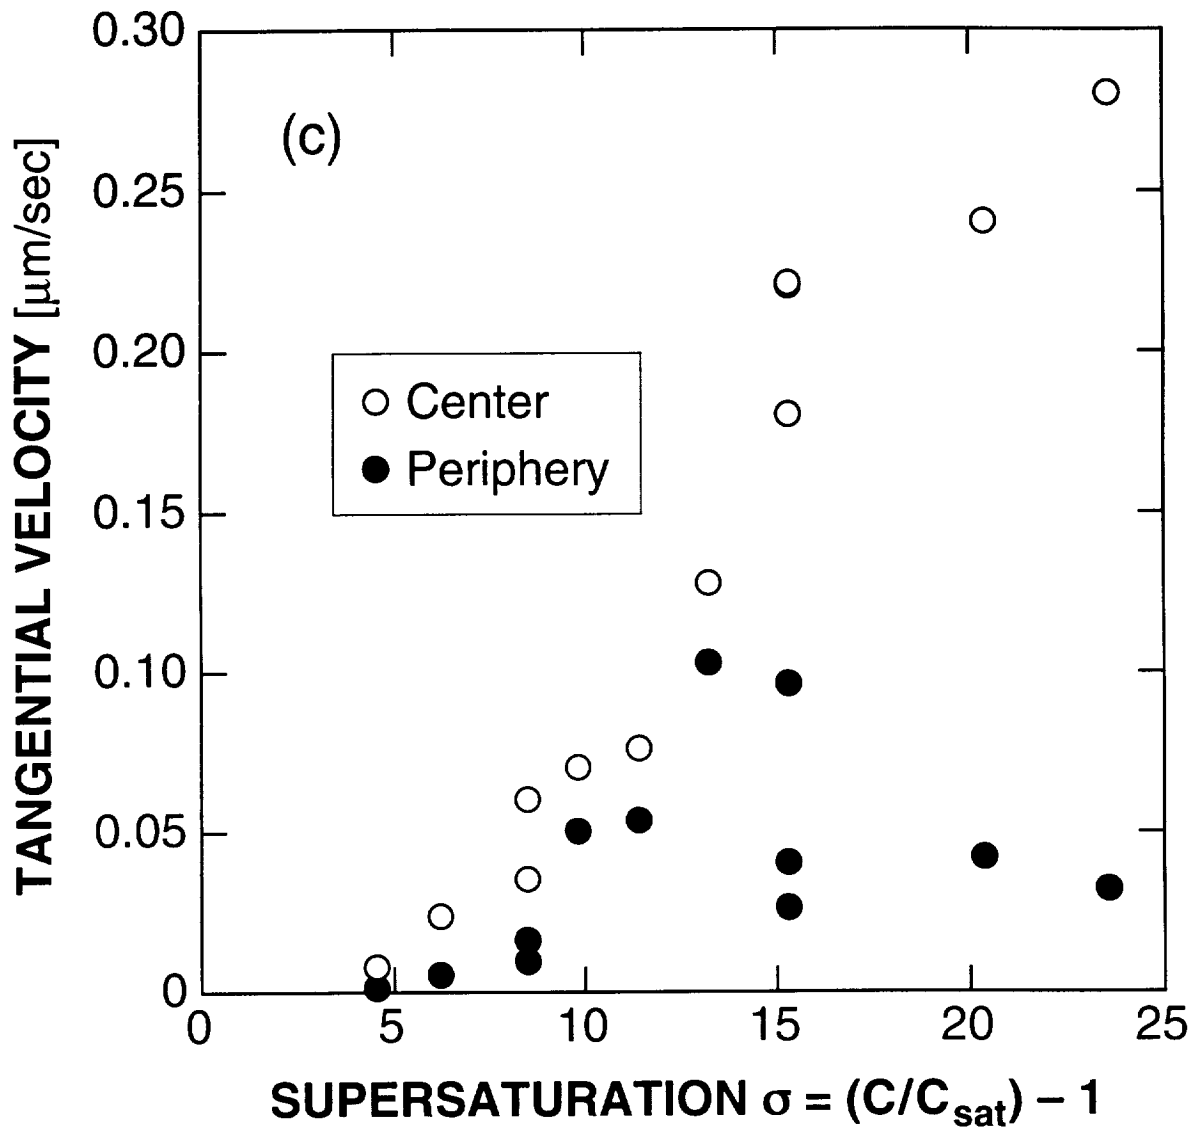 0.30
(c)
0.25
0.20
Center
Periphery
0.15
0.10
0.05
0
0 5 10 15 20 25
TANGENTIAL VELOCITY [μm/sec]
SUPERSATURATION σ = (C/Csat) – 1